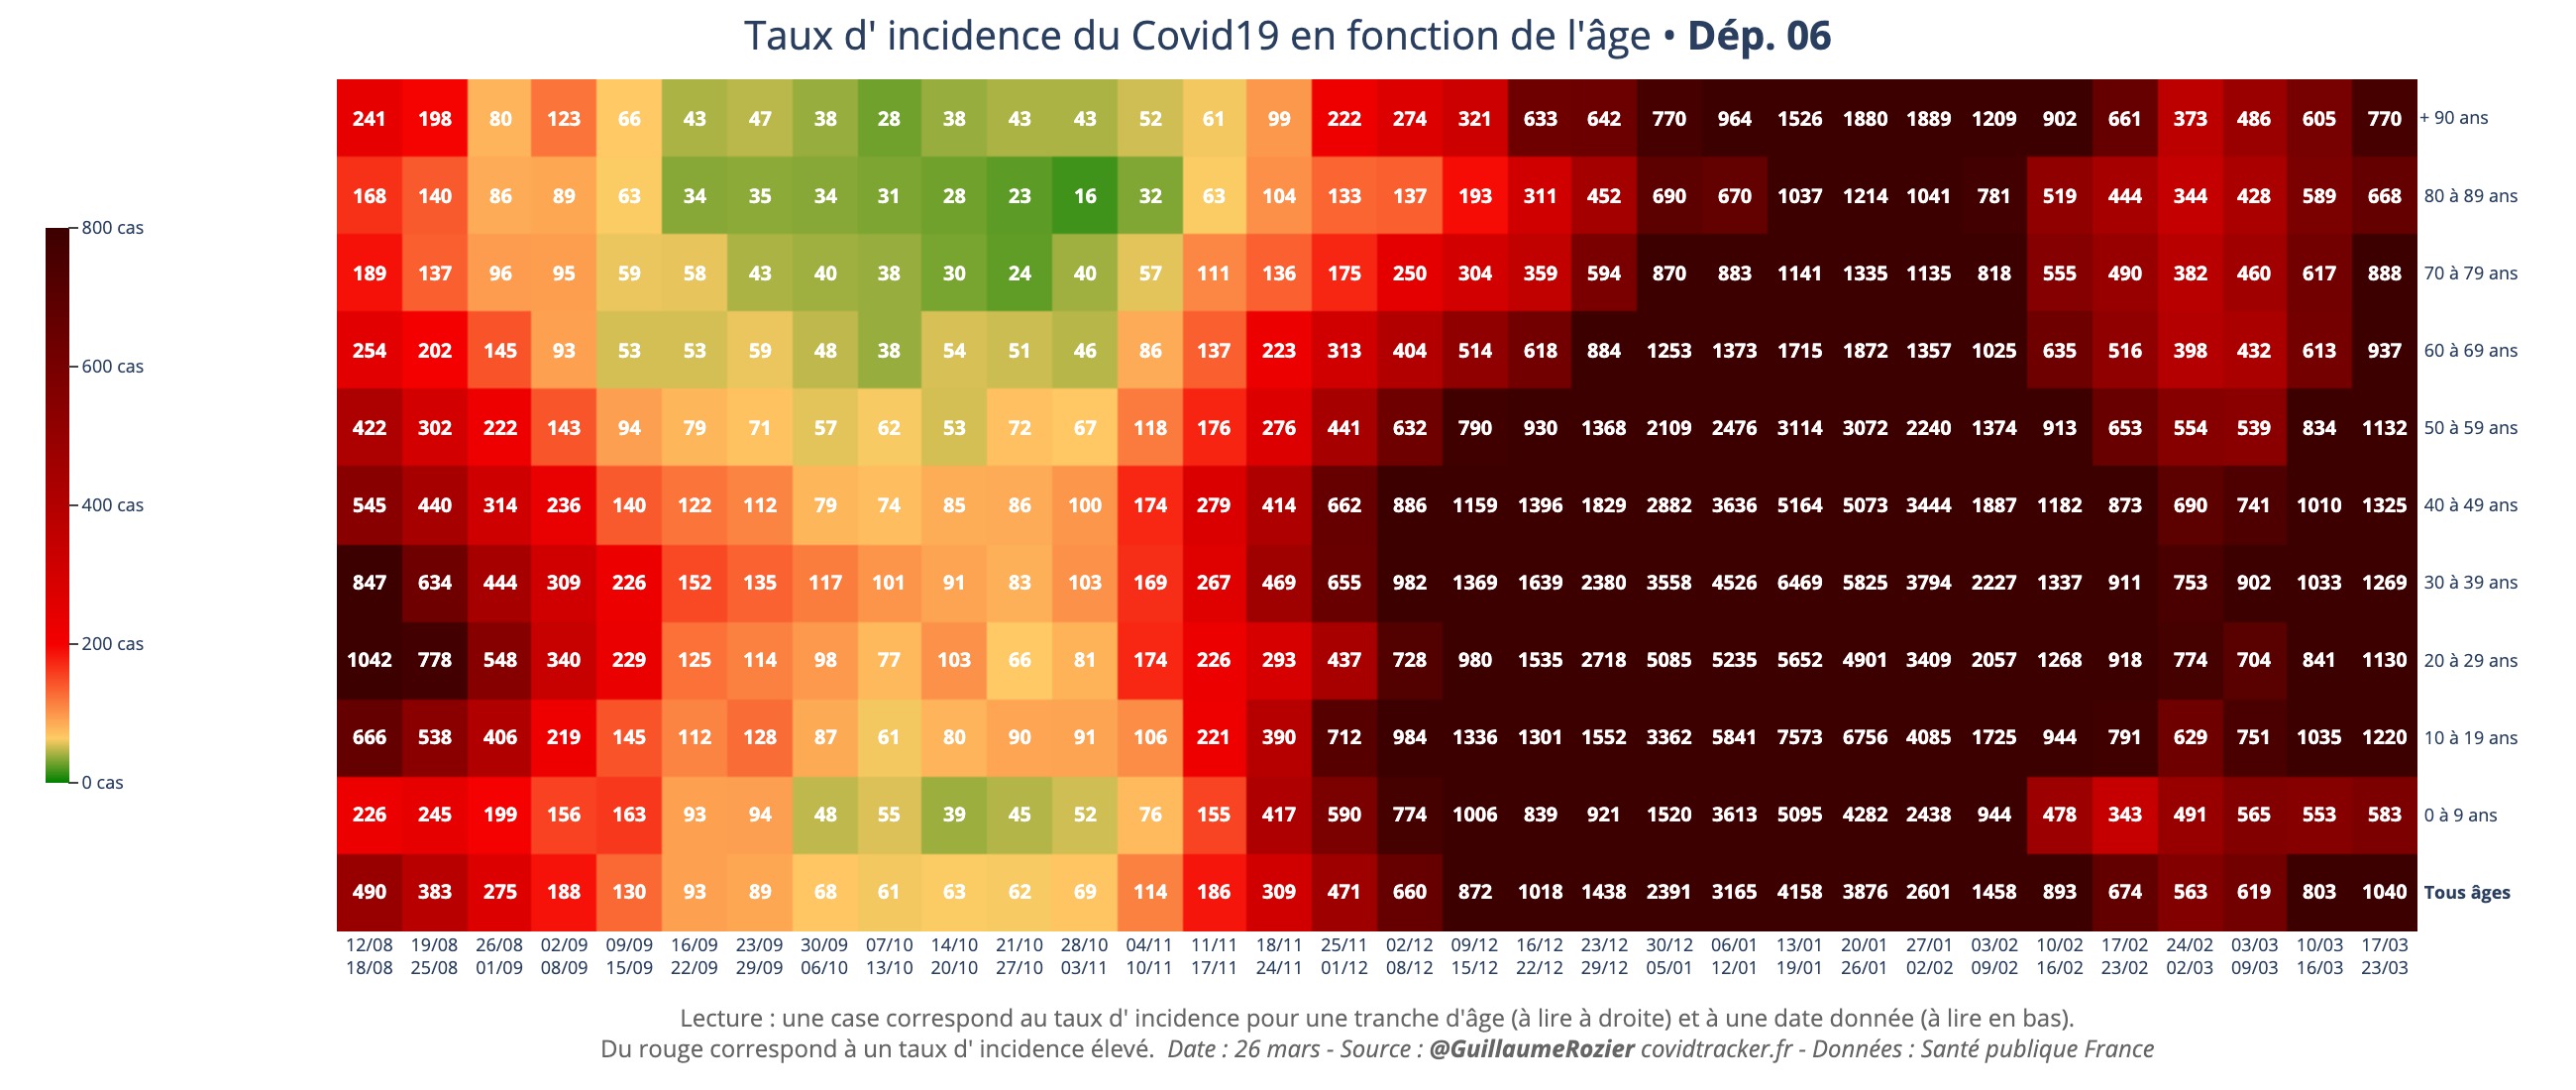 Taux d' incidence du Covid19 en fonction de l'âge • Dép. 06
800 cas
600 cas
400 cas
200 cas
0 cas
241 198 80 123 66 43 47 38 28 38 43 43 52 61 99 222 274 321 633 642 770 964 1526 1880 1889 1209 902 661 373 486 605 770 + 90 ans
168 140 86 89 63 34 35 34 31 28 23 16 32 63 104 133 137 193 311 452 690 670 1037 1214 1041 781 519 444 344 428 589 668 80 à 89 ans
189 137 96 95 59 58 43 40 38 30 24 40 57 111 136 175 250 304 359 594 870 883 1141 1335 1135 818 555 490 382 460 617 888 70 à 79 ans
254 202 145 93 53 53 59 48 38 54 51 46 86 137 223 313 404 514 618 884 1253 1373 1715 1872 1357 1025 635 516 398 432 613 937 60 à 69 ans
422 302 222 143 94 79 71 57 62 53 72 67 118 176 276 441 632 790 930 1368 2109 2476 3114 3072 2240 1374 913 653 554 539 834 1132 50 à 59 ans
545 440 314 236 140 122 112 79 74 85 86 100 174 279 414 662 886 1159 1396 1829 2882 3636 5164 5073 3444 1887 1182 873 690 741 1010 1325 40 à 49 ans
847 634 444 309 226 152 135 117 101 91 83 103 169 267 469 655 982 1369 1639 2380 3558 4526 6469 5825 3794 2227 1337 911 753 902 1033 1269 30 à 39 ans
1042 778 548 340 229 125 114 98 77 103 66 81 174 226 293 437 728 980 1535 2718 5085 5235 5652 4901 3409 2057 1268 918 774 704 841 1130 20 à 29 ans
666 538 406 219 145 112 128 87 61 80 90 91 106 221 390 712 984 1336 1301 1552 3362 5841 7573 6756 4085 1725 944 791 629 751 1035 1220 10 à 19 ans
226 245 199 156 163 93 94 48 55 39 45 52 76 155 417 590 774 1006 839 921 1520 3613 5095 4282 2438 944 478 343 491 565 553 583 0 à 9 ans
490 383 275 188 130 93 89 68 61 63 62 69 114 186 309 471 660 872 1018 1438 2391 3165 4158 3876 2601 1458 893 674 563 619 803 1040 Tous âges
12/08 19/08 26/08 02/09 09/09 16/09 23/09 30/09 07/10 14/10 21/10 28/10 04/11 11/11 18/11 25/11 02/12 09/12 16/12 23/12 30/12 06/01 13/01 20/01 27/01 03/02 10/02 17/02 24/02 03/03 10/03 17/03
18/08 25/08 01/09 08/09 15/09 22/09 29/09 06/10 13/10 20/10 27/10 03/11 10/11 17/11 24/11 01/12 08/12 15/12 22/12 29/12 05/01 12/01 19/01 26/01 02/02 09/02 16/02 23/02 02/03 09/03 16/03 23/03
Lecture : une case correspond au taux d' incidence pour une tranche d'âge (à lire à droite) et à une date donnée (à lire en bas).
Du rouge correspond à un taux d' incidence élevé. Date : 26 mars - Source : @GuillaumeRozier covidtracker.fr - Données : Santé publique France